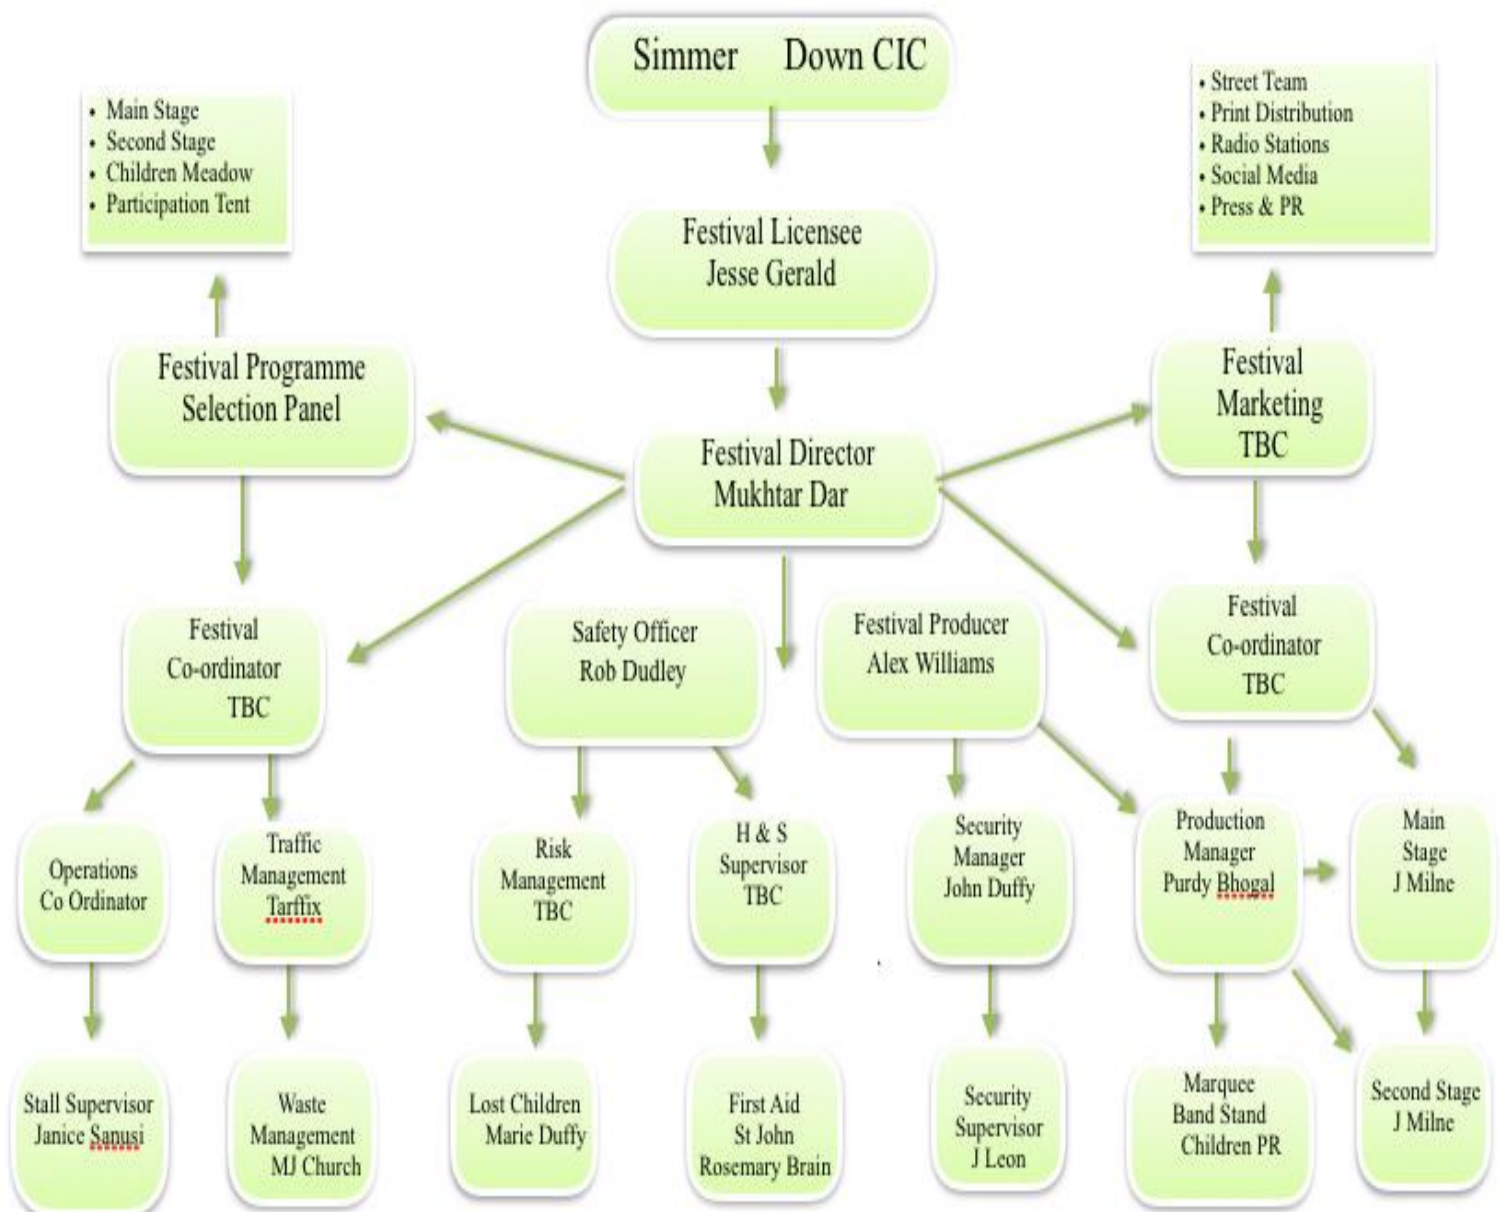 Simmer Down CIC
• Main Stage
• Second Stage
• Children Meadow
• Participation Tent
• Street Team
• Print Distribution
• Radio Stations
• Social Media
• Press & PR
Festival Licensee
Jesse Gerald
Festival Programme
Selection Panel
Festival
Marketing
TBC
Festival Director
Mukhtar Dar
Festival
Co-ordinator
TBC
Safety Officer
Rob Dudley
Festival Producer
Alex Williams
Festival
Co-ordinator
TBC
Operations
Co Ordinator
Traffic
Management
Tarffix
Risk
Management
TBC
H & S
Supervisor
TBC
Security
Manager
John Duffy
Production
Manager
Purdy Bhogal
Main
Stage
J Milne
Stall Supervisor
Janice Sanusi
Waste
Management
MJ Church
Lost Children
Marie Duffy
First Aid
St John
Rosemary Brain
Security
Supervisor
J Leon
Marquee
Band Stand
Children PR
Second Stage
J Milne